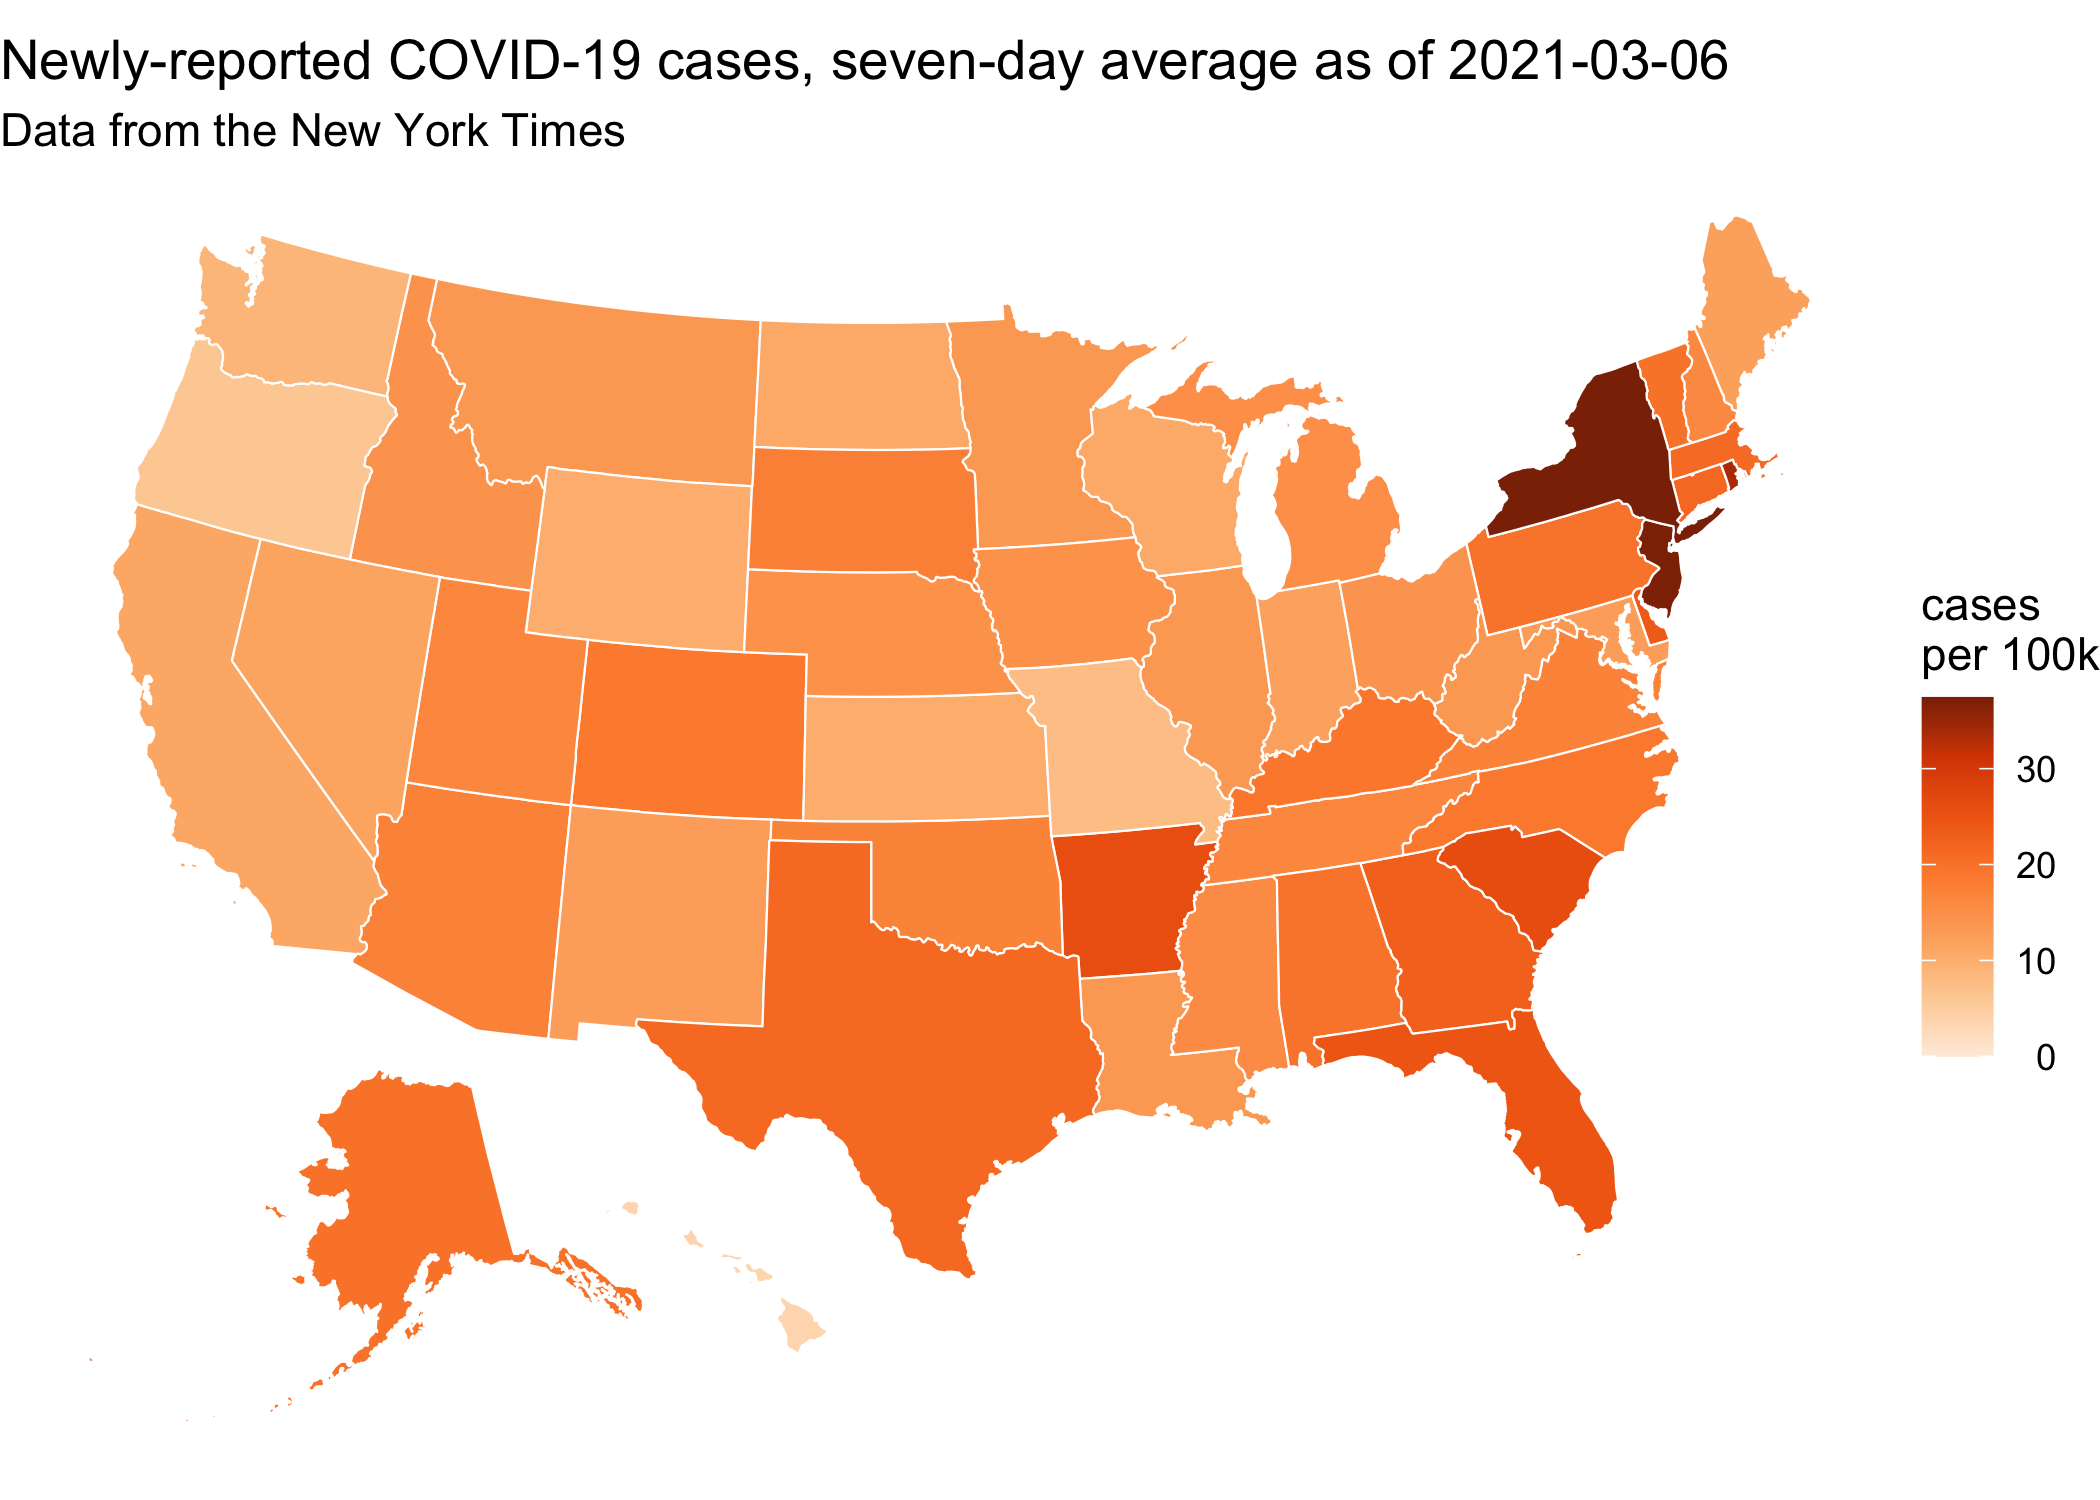 Newly-reported COVID-19 cases, seven-day average as of 2021-03-06
Data from the New York Times
cases
per 100k
30
20
10
0